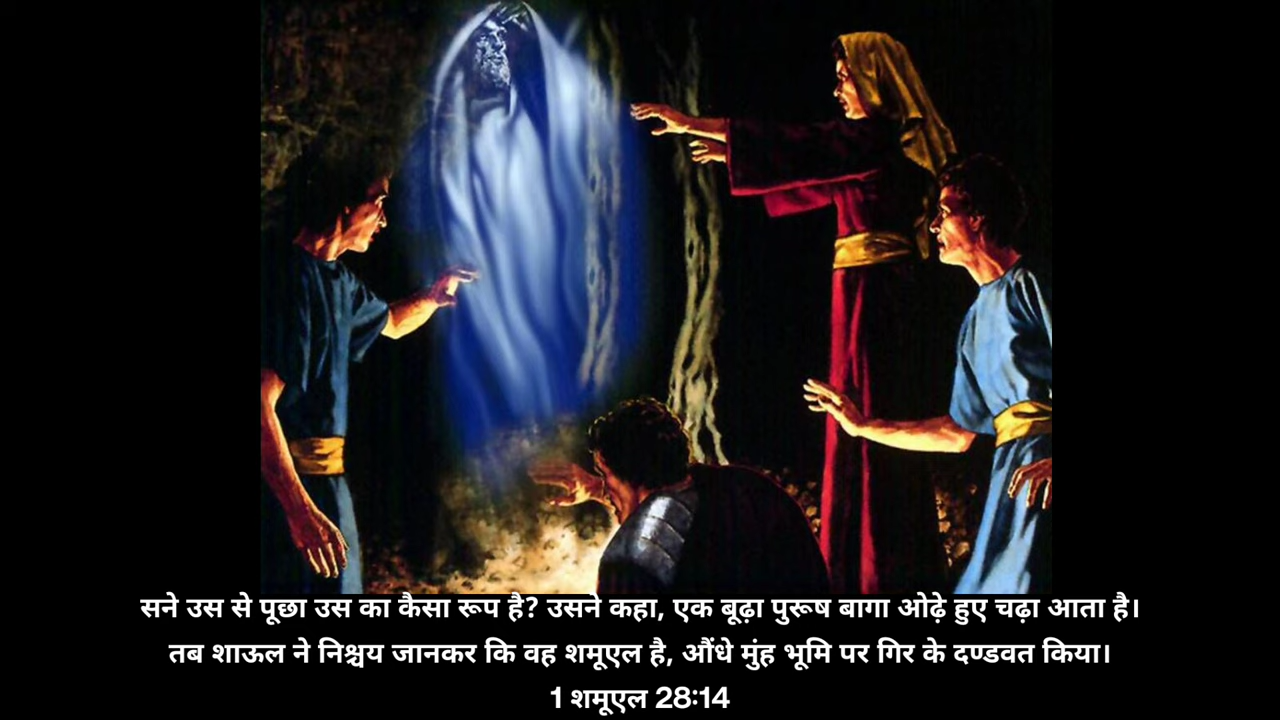 सने उस से पूछा उस का कैसा रूप है? उसने कहा, एक बूढ़ा पुरूष बागा ओढ़े हुए चढ़ा आता है।
तब शाऊल ने निश्चय जानकर कि वह शमूएल है, औंधे मुंह भूमि पर गिर के दण्डवत किया।
1 शमूएल 28:14